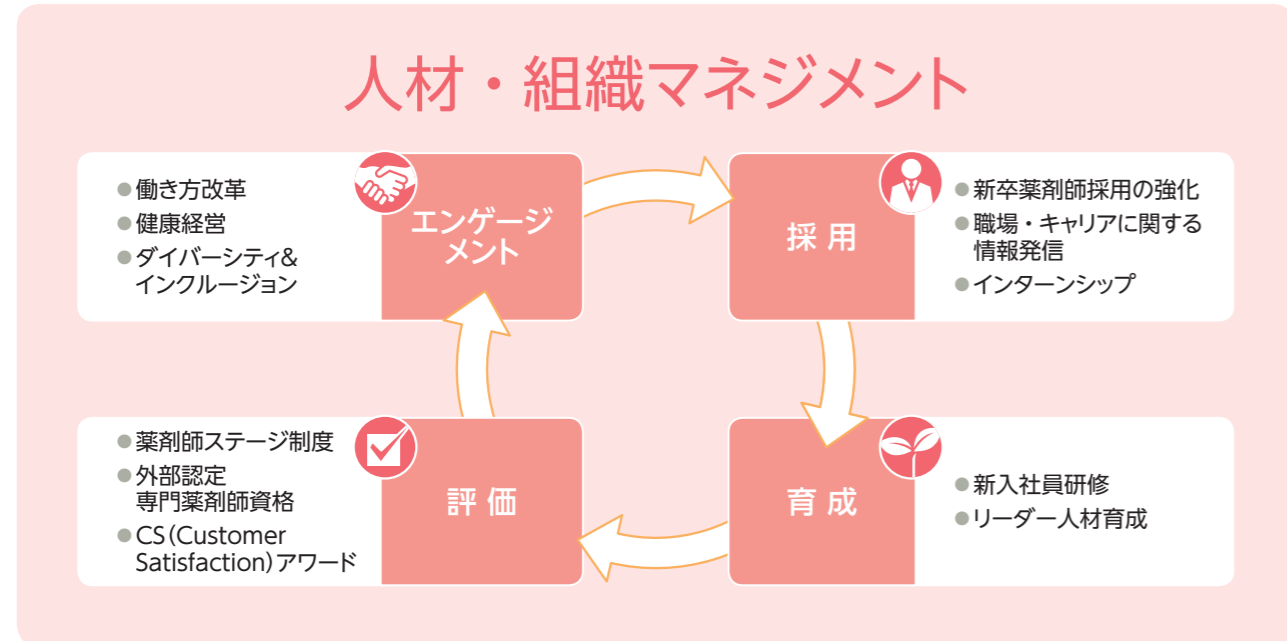 人材・組織マネジメント
●働き方改革
●健康経営
●ダイバーシティ&
インクルージョン
エンゲージ
メント
採用
●新卒薬剤師採用の強化
●職場・キャリアに関する
情報発信
●インターンシップ
●薬剤師ステージ制度
●外部認定
専門薬剤師資格
●CS(Customer
Satisfaction)アワード
評価
育成
●新入社員研修
●リーダー人材育成